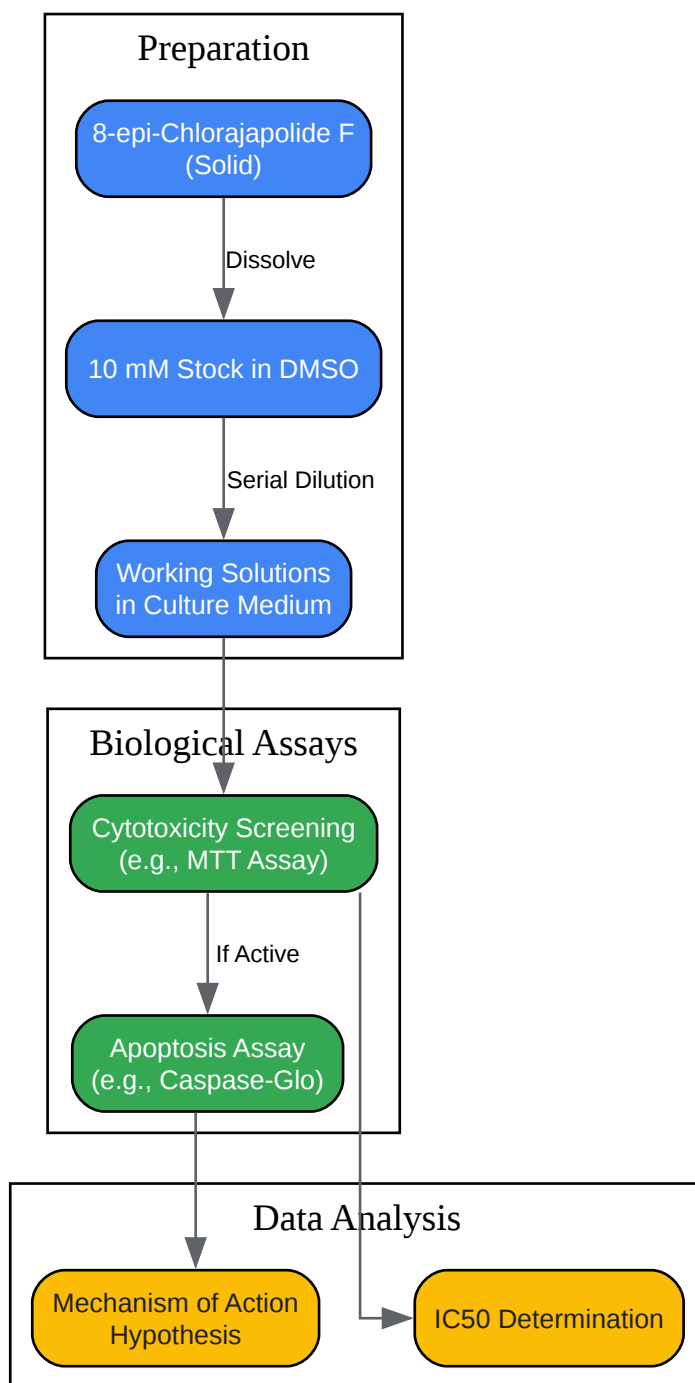 Preparation
8-epi-Chlorajapolide F
(Solid)
Dissolve
10 mM Stock in DMSO
Serial Dilution
Working Solutions
in Culture Medium
Biological Assays
Cytotoxicity Screening
(e.g., MTT Assay)
If Active
Apoptosis Assay
(e.g., Caspase-Glo)
Data Analysis
Mechanism of Action
Hypothesis
IC50 Determination